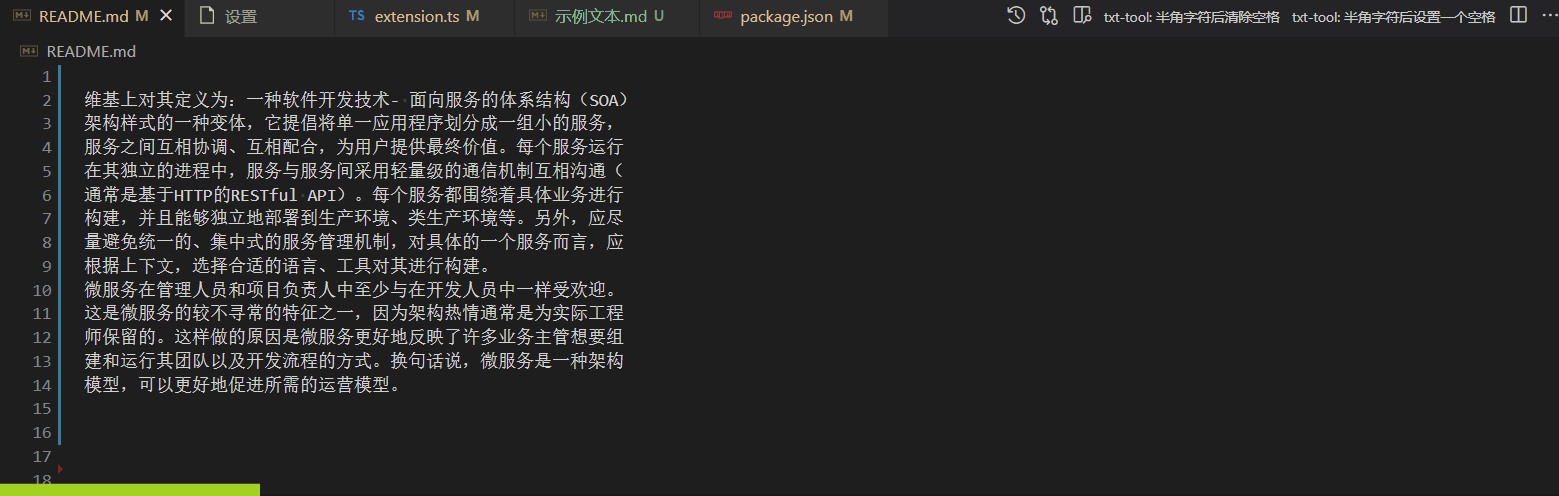 README.md M 设置 TS extension.ts M 示例文本.md U package.json M txt-tool: 半角字符后清除空格 txt-tool: 半角字符后设置一个空格
README.md
1
2 维基上对其定义为：一种软件开发技术- 面向服务的体系结构（SOA）
3 架构样式的一种变体，它提倡将单一应用程序划分成一组小的服务，
4 服务之间互相协调、互相配合，为用户提供最终价值。每个服务运行
5 在其独立的进程中，服务与服务间采用轻量级的通信机制互相沟通（
6 通常是基于HTTP的RESTful API）。每个服务都围绕着具体业务进行
7 构建，并且能够独立地部署到生产环境、类生产环境等。另外，应尽
8 量避免统一的、集中式的服务管理机制，对具体的一个服务而言，应
9 根据上下文，选择合适的语言、工具对其进行构建。
10 微服务在管理人员和项目负责人中至少与在开发人员中一样受欢迎。
11 这是微服务的较不寻常的特征之一，因为架构热情通常是为实际工程
12 师保留的。这样做的原因是微服务更好地反映了许多业务主管想要组
13 建和运行其团队以及开发流程的方式。换句话说，微服务是一种架构
14 模型，可以更好地促进所需的运营模型。
15
16
17
18